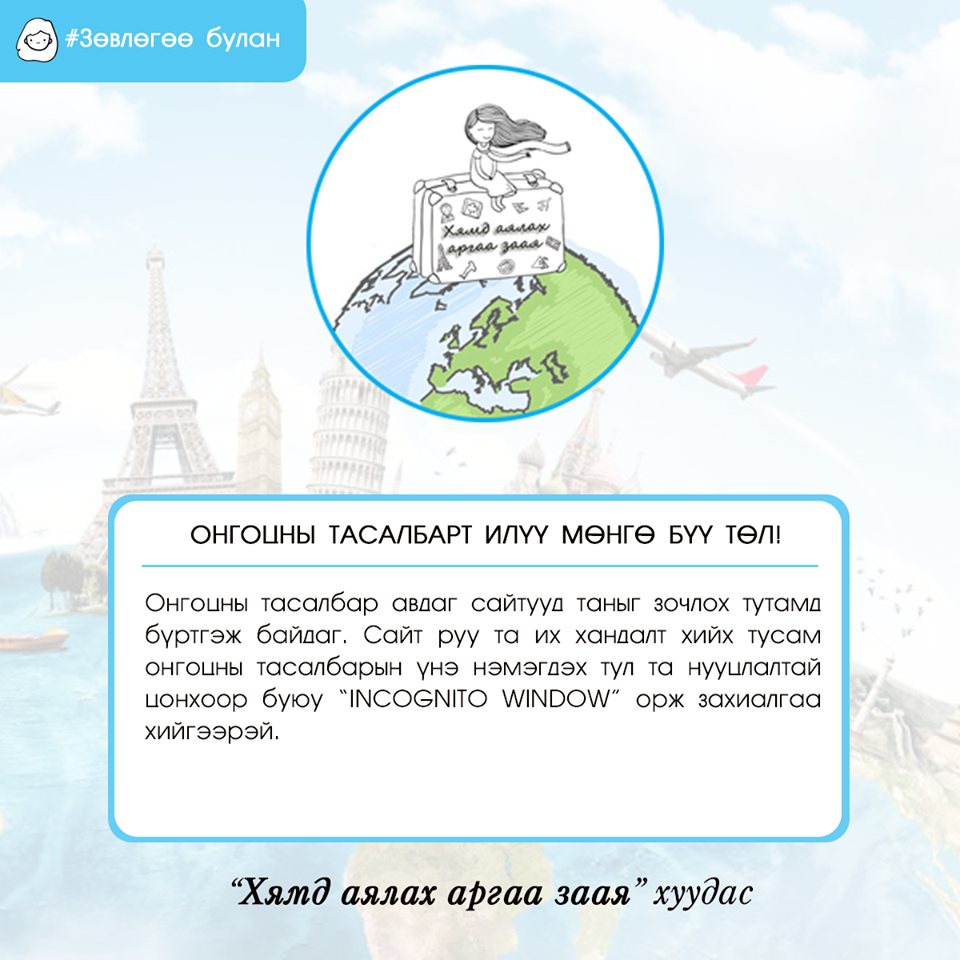 #Зөвлөгөө булан
Хямд аялах
аргаа заая
ОНГОЦНЫ ТАСАЛБАРТ ИЛҮҮ МӨНГӨ БҮҮ ТӨЛ!
Онгоцны тасалбар авдаг сайтууд таныг зочлох тутамд
бүртгэж байдаг. Сайт руу та их хандалт хийх тусам
онгоцны тасалбарын үнэ нэмэгдэх тул та нууцлалтай
цонхоор буюу “INCOGNITO WINDOW” орж захиалгаа
хийгээрэй.
“Хямд аялах аргаа заая” хуудас